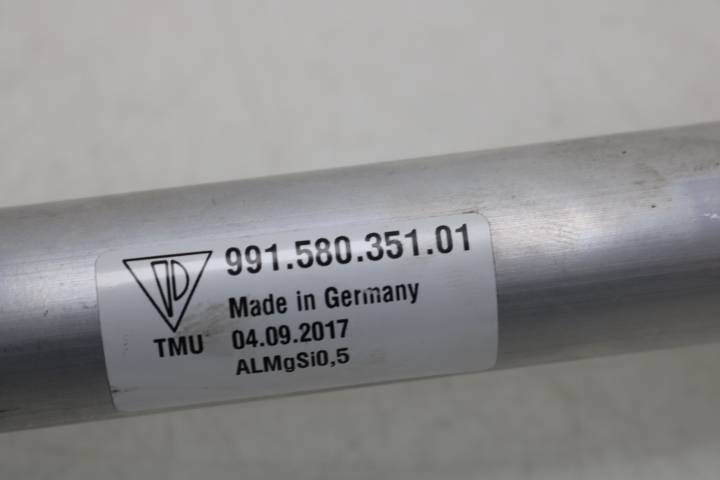 991.580.351.01
Made in Germany
TMU 04.09.2017
ALMgSi0,5